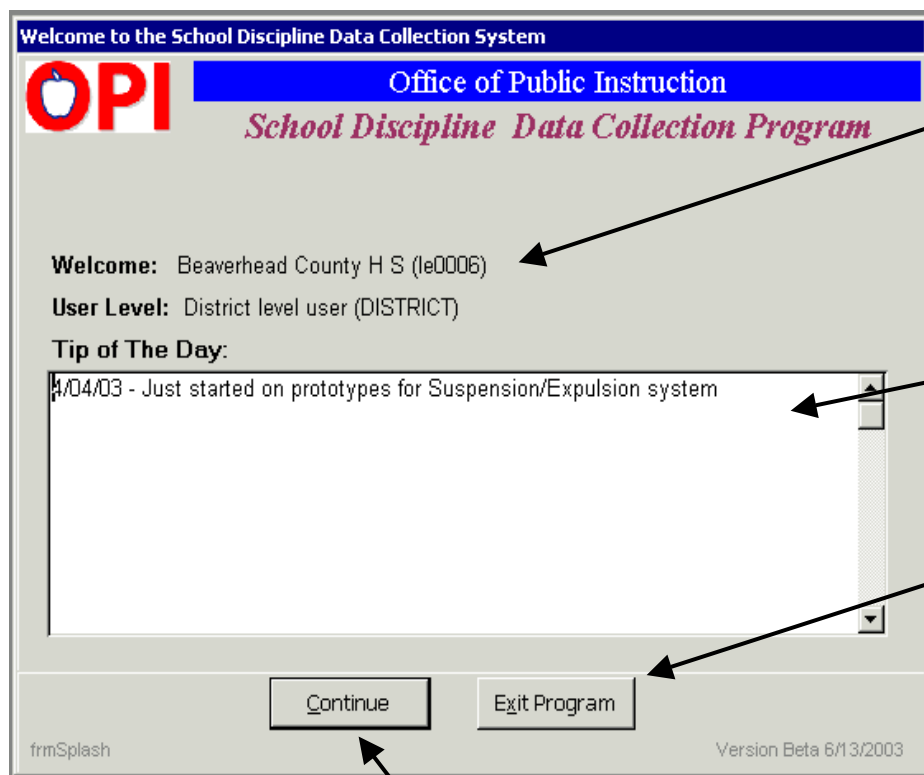 Welcome to the School Discipline Data Collection System
OPI
Office of Public Instruction
School Discipline Data Collection Program
Welcome: Beaverhead County H S (le0006)
User Level: District level user (DISTRICT)
Tip of The Day:
4/04/03 - Just started on prototypes for Suspension/Expulsion system
Continue
Exit Program
frmSplash
Version Beta 6/13/2003